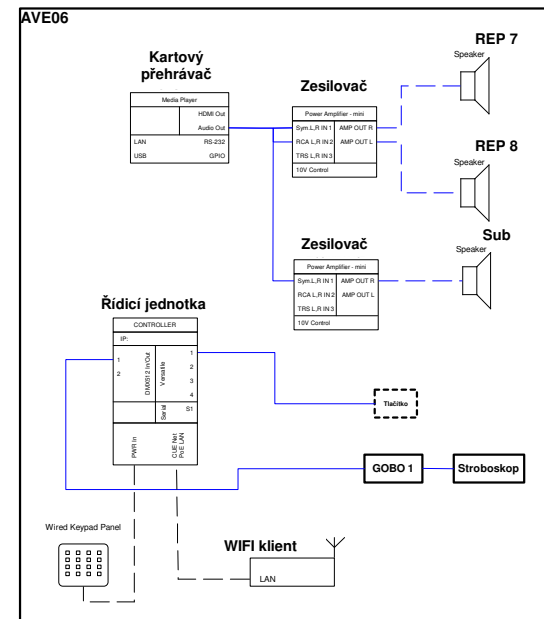 AVE06
REP 7
Speaker
Kartový
přehrávač
Zesilovač
Media Player
HDMI Out
Audio Out
LAN
RS-232
USB
GPIO
Power Amplifier - mini
Sym.L,R IN 1
AMP OUT R
RCA L,R IN 2
AMP OUT L
TRS L,R IN 3
10V Control
REP 8
Speaker
Sub
Speaker
Zesilovač
Power Amplifier - mini
Sym.L,R IN 1
AMP OUT R
RCA L,R IN 2
AMP OUT L
TRS L,R IN 3
10V Control
Řídicí jednotka
CONTROLLER
IP:
1
2
DMX512 In/Out
Versatile
1
2
3
4
Serial
S1
PWR In
CUE Net
PoE LAN
Tlačítko
GOBO 1
Stroboskop
Wired Keypad Panel
WIFI klient
LAN